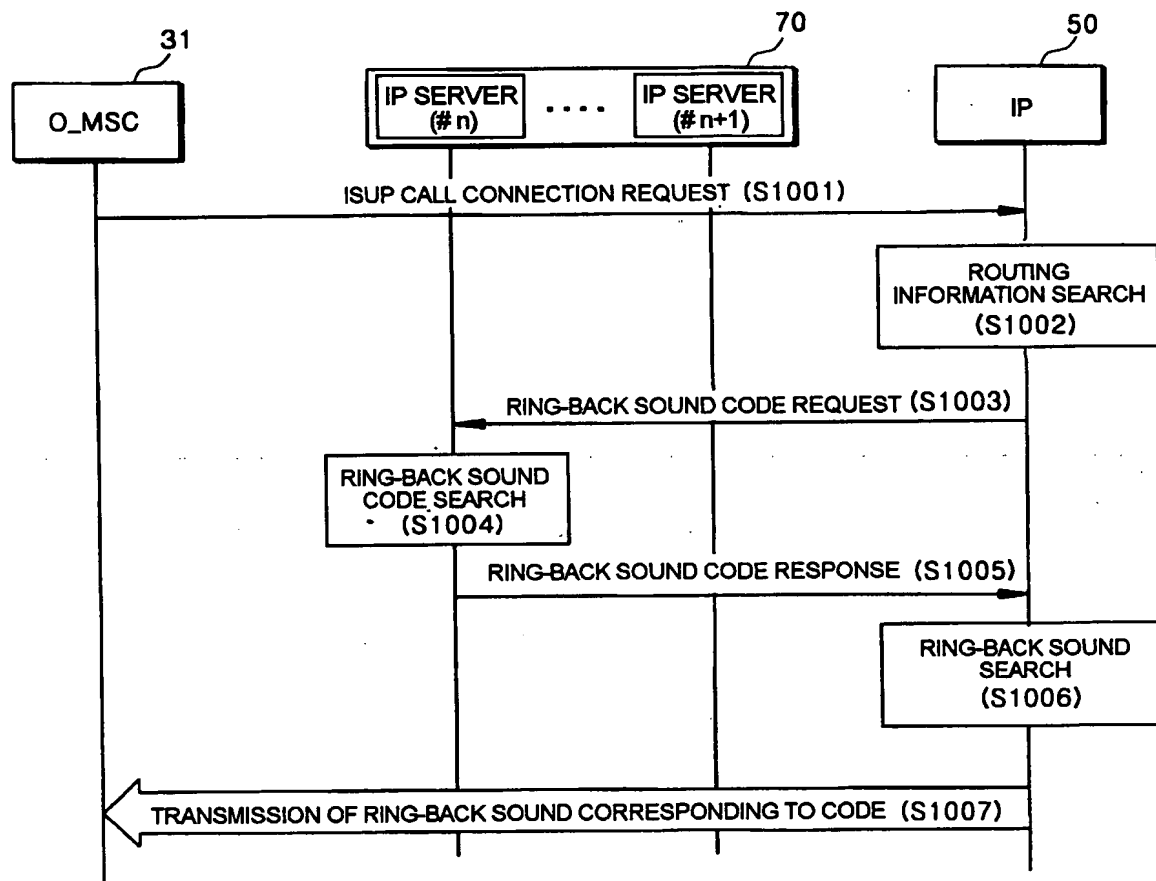 31
70
50
O_MSC
IP SERVER
(#n)
....
IP SERVER
(#n+1)
IP
ISUP CALL CONNECTION REQUEST (S1001)
ROUTING
INFORMATION SEARCH
(S1002)
RING-BACK SOUND CODE REQUEST (S1003)
RING-BACK SOUND
CODE SEARCH
(S1004)
RING-BACK SOUND CODE RESPONSE (S1005)
RING-BACK SOUND
SEARCH
(S1006)
TRANSMISSION OF RING-BACK SOUND CORRESPONDING TO CODE (S1007)